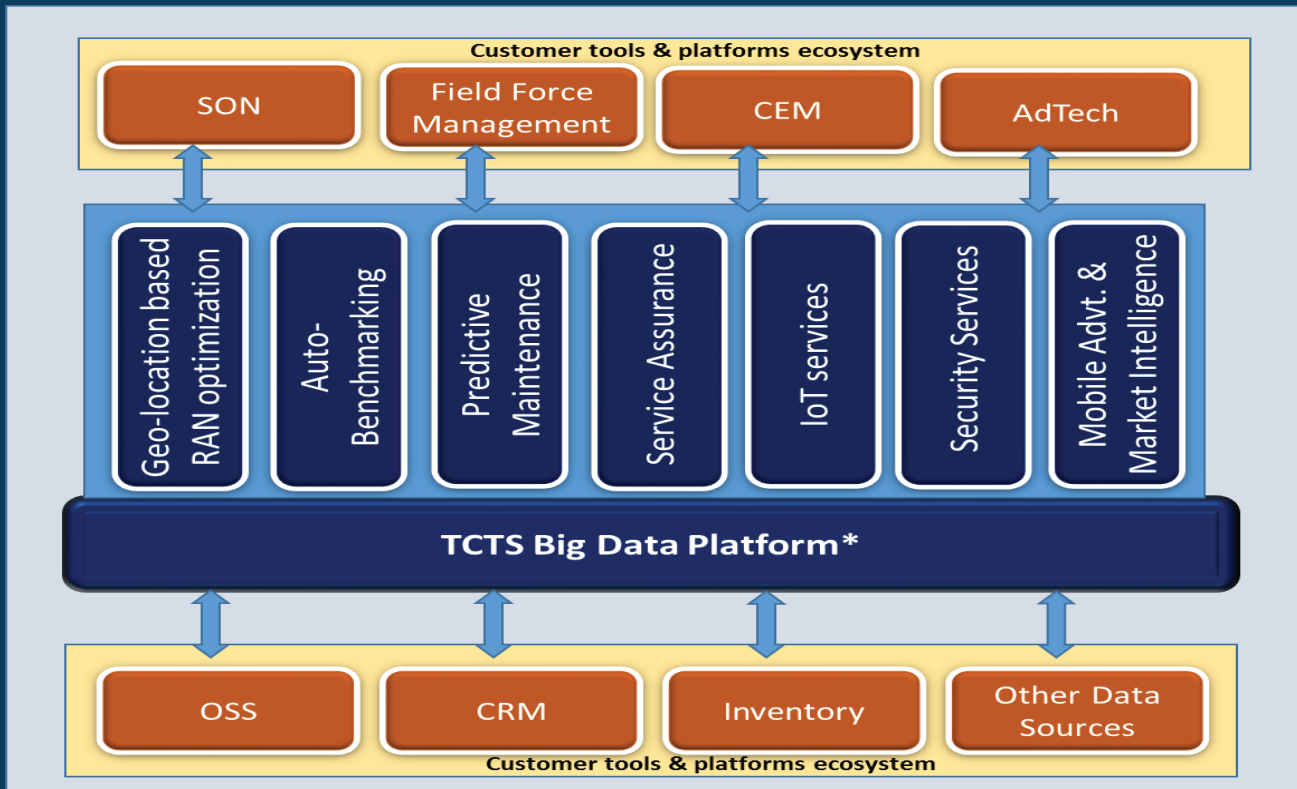 Customer tools & platforms ecosystem
SON
Field Force
Management
CEM
AdTech
Geo-location based
RAN optimization
Auto-
Benchmarking
Predictive
Maintenance
Service Assurance
IoT services
Security Services
Mobile Advt. &
Market Intelligence
TCTS Big Data Platform*
OSS
CRM
Inventory
Other Data
Sources
Customer tools & platforms ecosystem